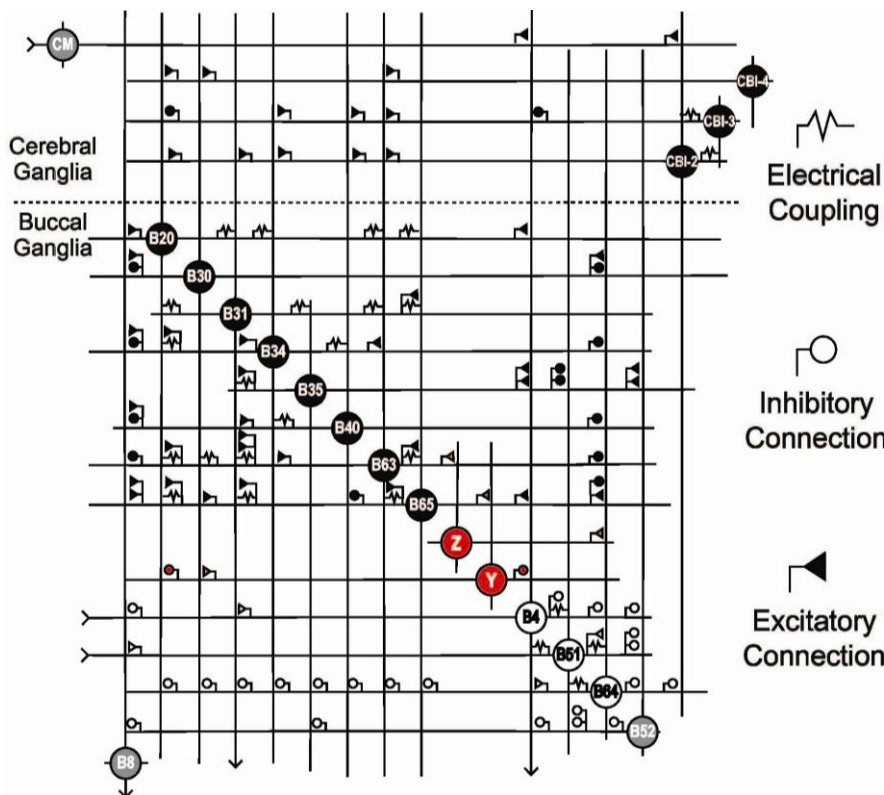 CM
CBI-4
CBI-3
Cerebral
Ganglia
CBI-2
Electrical
Coupling
Buccal
Ganglia
B20
B30
B31
B34
B35
Inhibitory
Connection
B40
B63
B65
Z
Y
Excitatory
Connection
B4
B51
B64
B52
B8